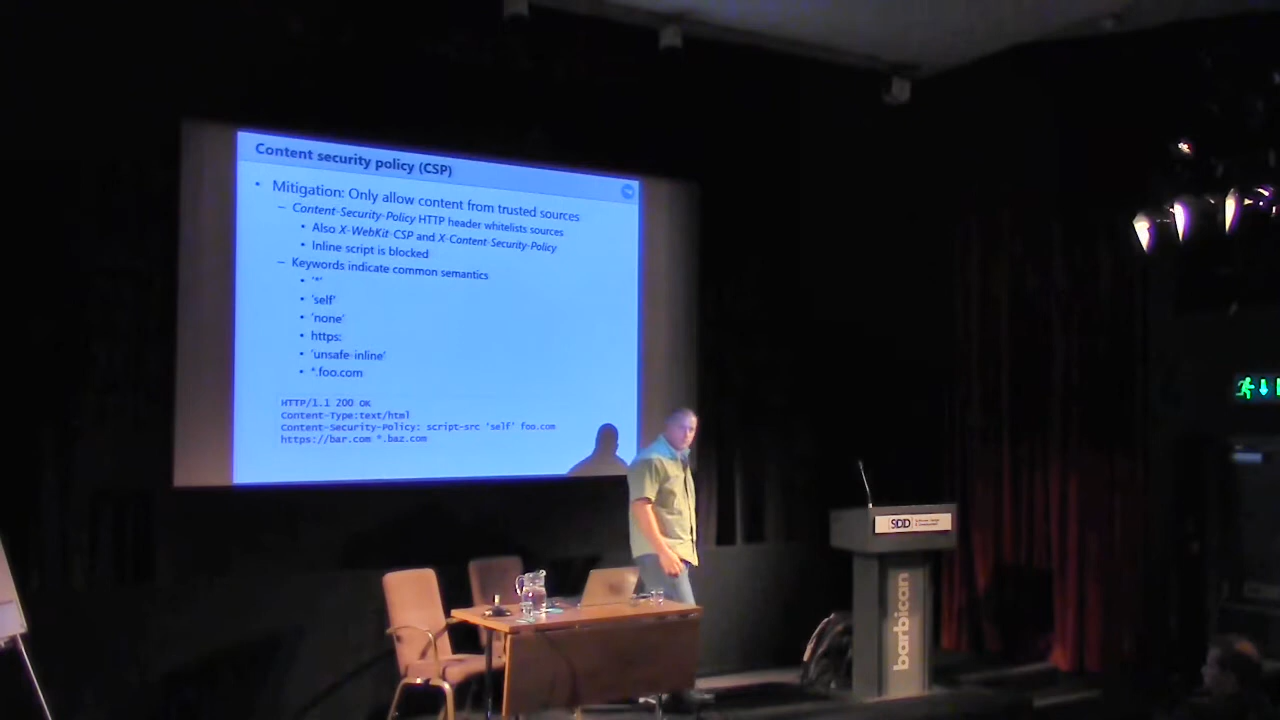 Content security policy (CSP)
• Mitigation: Only allow content from trusted sources
– Content-Security-Policy HTTP header whitelists sources
• Also X-WebKit-CSP and X-Content-Security-Policy
• Inline script is blocked
– Keywords indicate common semantics
• '*'
• 'self'
• 'none'
• https:
• 'unsafe-inline'
• *.foo.com
HTTP/1.1 200 OK
Content-Type:text/html
Content-Security-Policy: script-src 'self' foo.com
https://bar.com *.baz.com
SDD
barbican